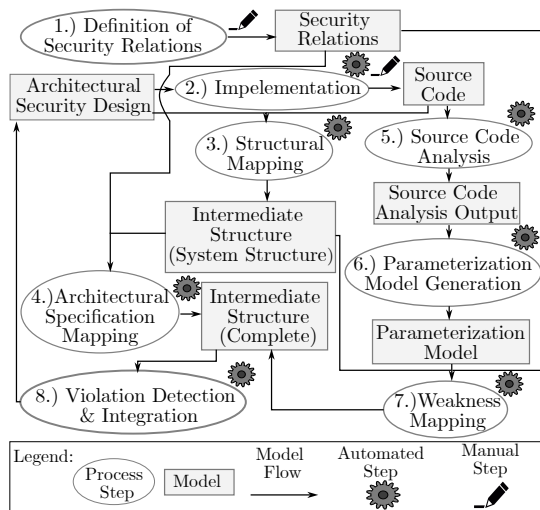 1.) Definition of
Security Relations
Security
Relations
Architectural
Security Design
2.) Impelementation
Source
Code
3.) Structural
Mapping
5.) Source Code
Analysis
Source Code
Analysis Output
Intermediate
Structure
(System Structure)
6.) Parameterization
Model Generation
4.)Architectural
Specification
Mapping
Intermediate
Structure
(Complete)
Parameterization
Model
8.) Violation Detection
& Integration
7.)Weakness
Mapping
Legend:
Process
Step
Model
Model
Flow
Automated
Step
Manual
Step